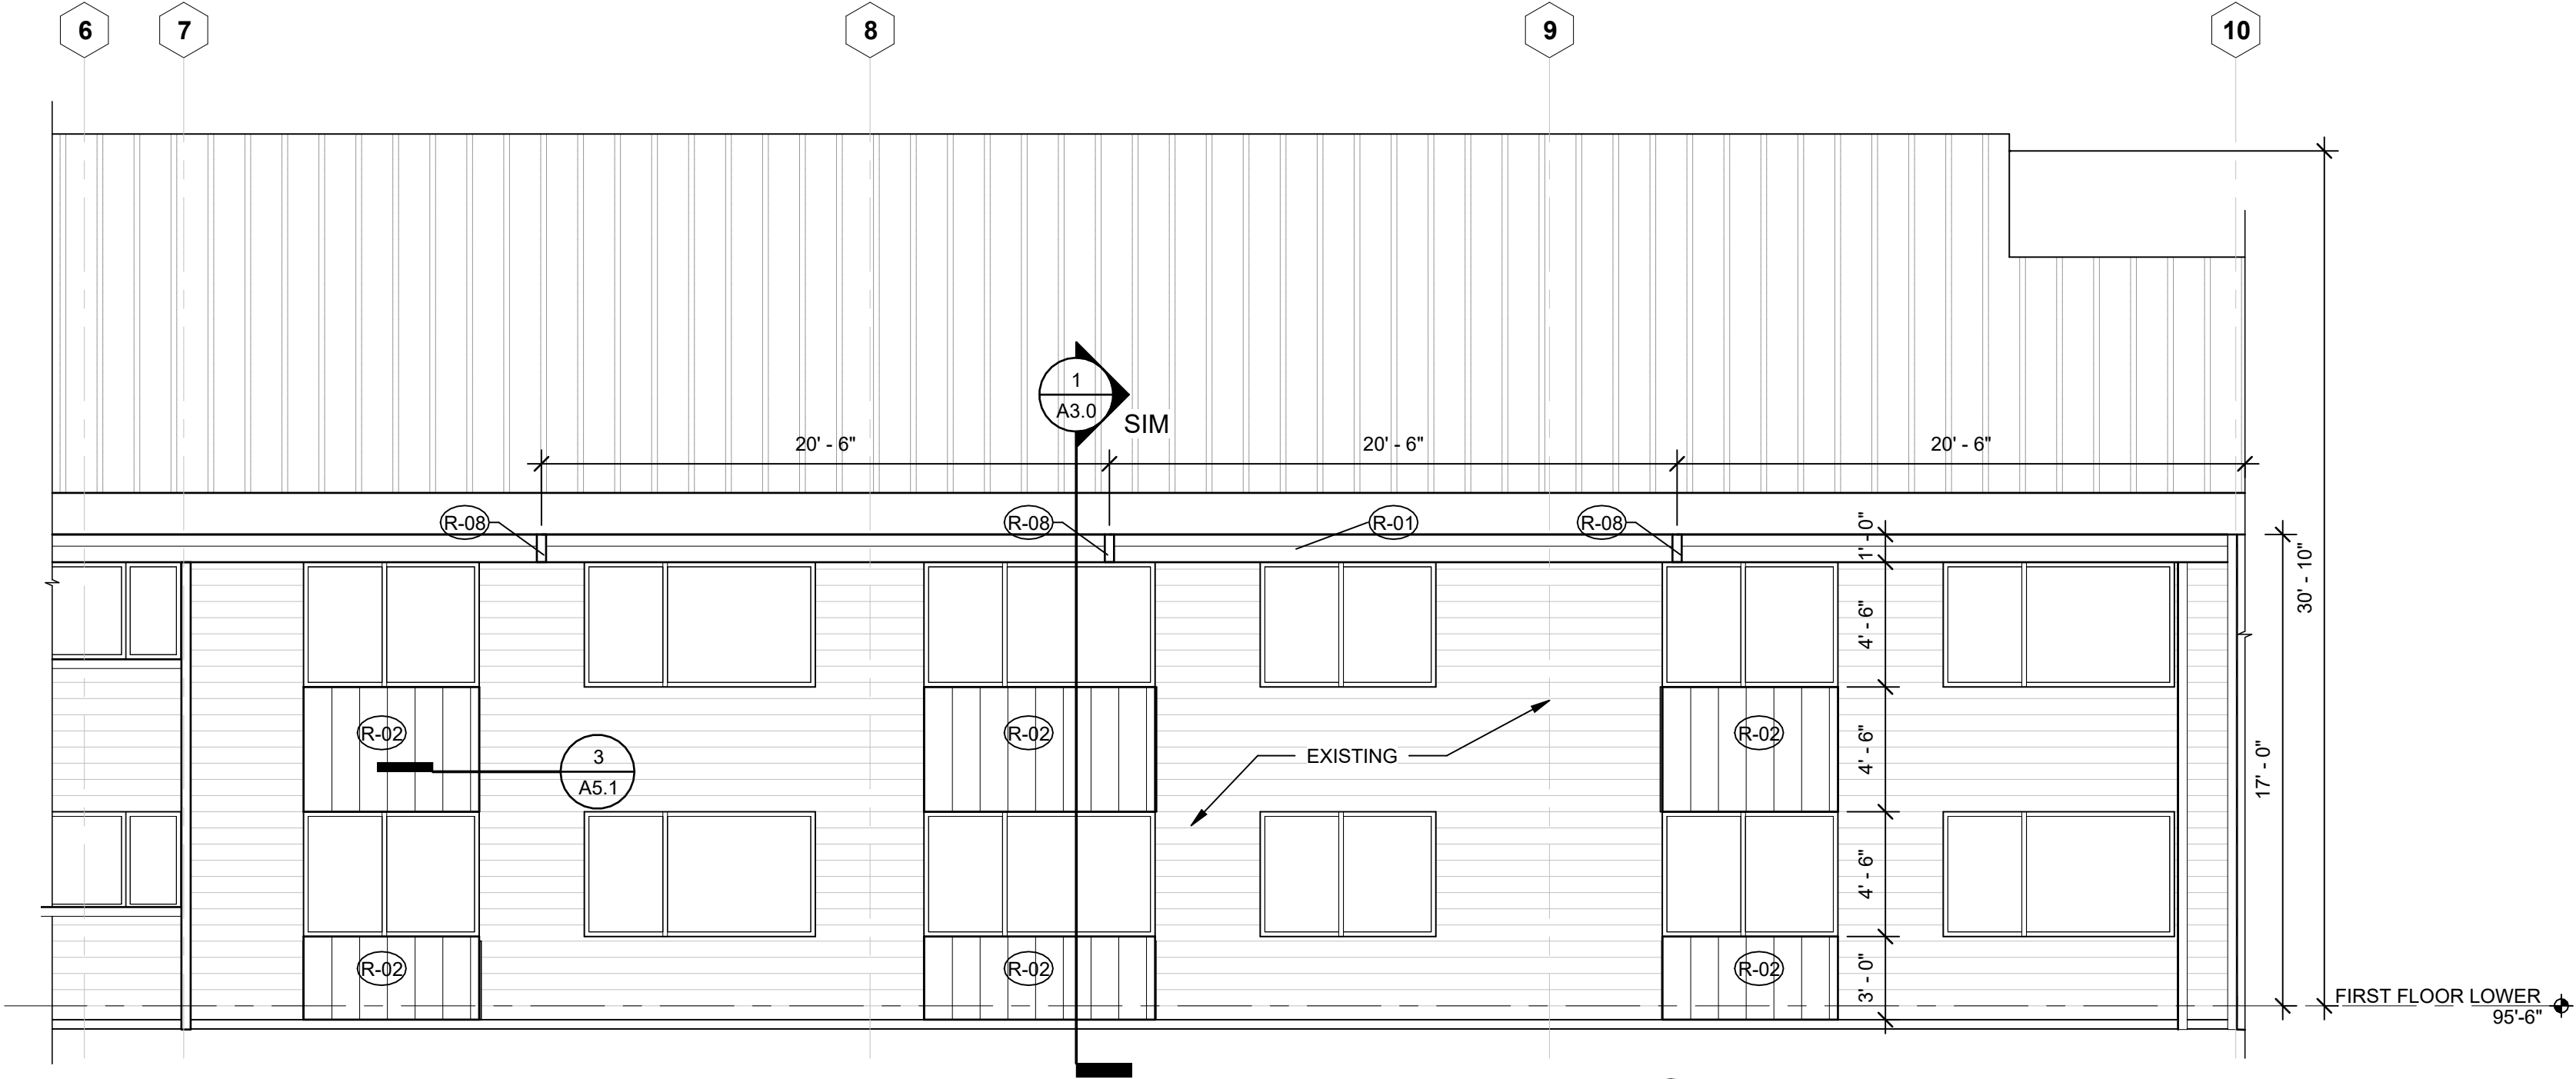 6
7
8
9
10
1
A3.0
SIM
20' - 6"
20' - 6"
20' - 6"
R-08
R-08
R-01
R-08
1' - 0"
30' - 10"
4' - 6"
R-02
R-02
R-02
4' - 6"
EXISTING
3
A5.1
17' - 0"
4' - 6"
R-02
R-02
R-02
3' - 0"
FIRST FLOOR LOWER
95'-6"